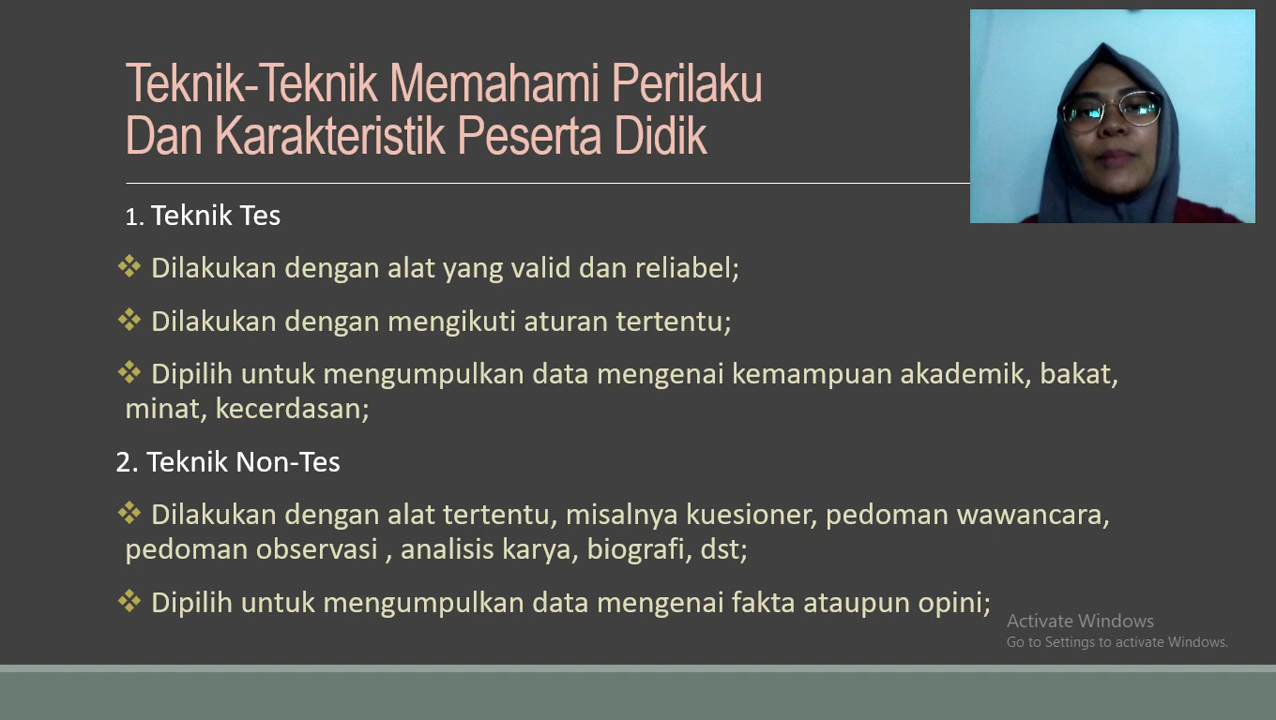 Teknik-Teknik Memahami Perilaku
Dan Karakteristik Peserta Didik
1. Teknik Tes
❖ Dilakukan dengan alat yang valid dan reliabel;
❖ Dilakukan dengan mengikuti aturan tertentu;
❖ Dipilih untuk mengumpulkan data mengenai kemampuan akademik, bakat,
minat, kecerdasan;
2. Teknik Non-Tes
❖ Dilakukan dengan alat tertentu, misalnya kuesioner, pedoman wawancara,
pedoman observasi , analisis karya, biografi, dst;
❖ Dipilih untuk mengumpulkan data mengenai fakta ataupun opini;
Activate Windows
Go to Settings to activate Windows.